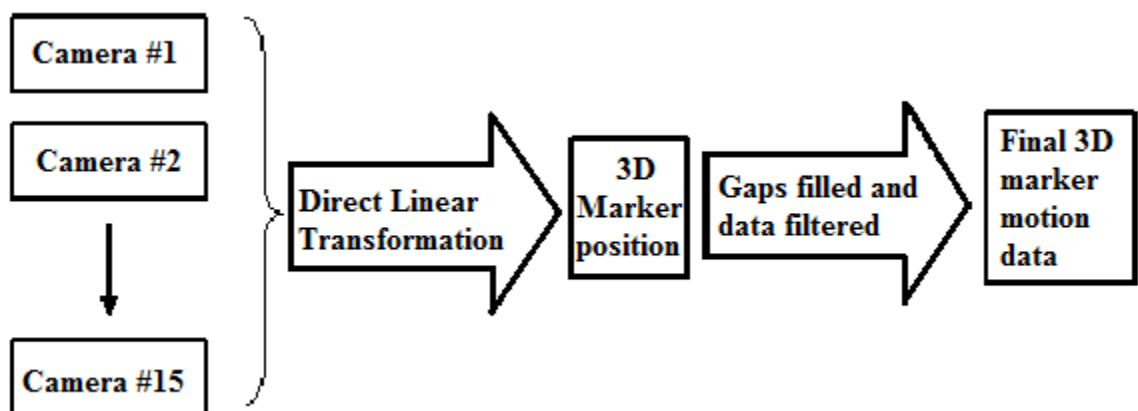 Camera #1
Camera #2
Camera #15
Direct Linear
Transformation
3D
Marker
position
Gaps filled and
data filtered
Final 3D
marker
motion
data